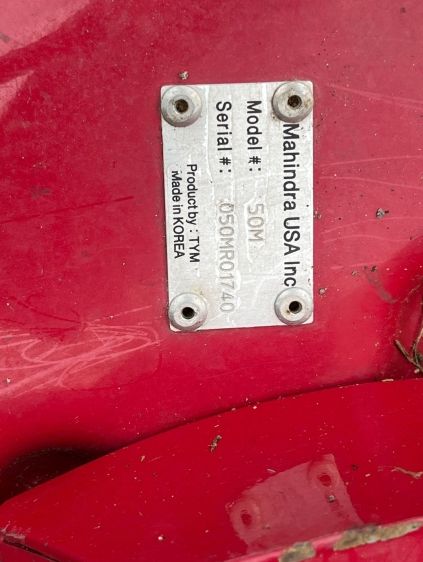 Mahindra USA Inc
Model #: 50M
Serial #: 050MR01740
Product by : TYM
Made in KOREA